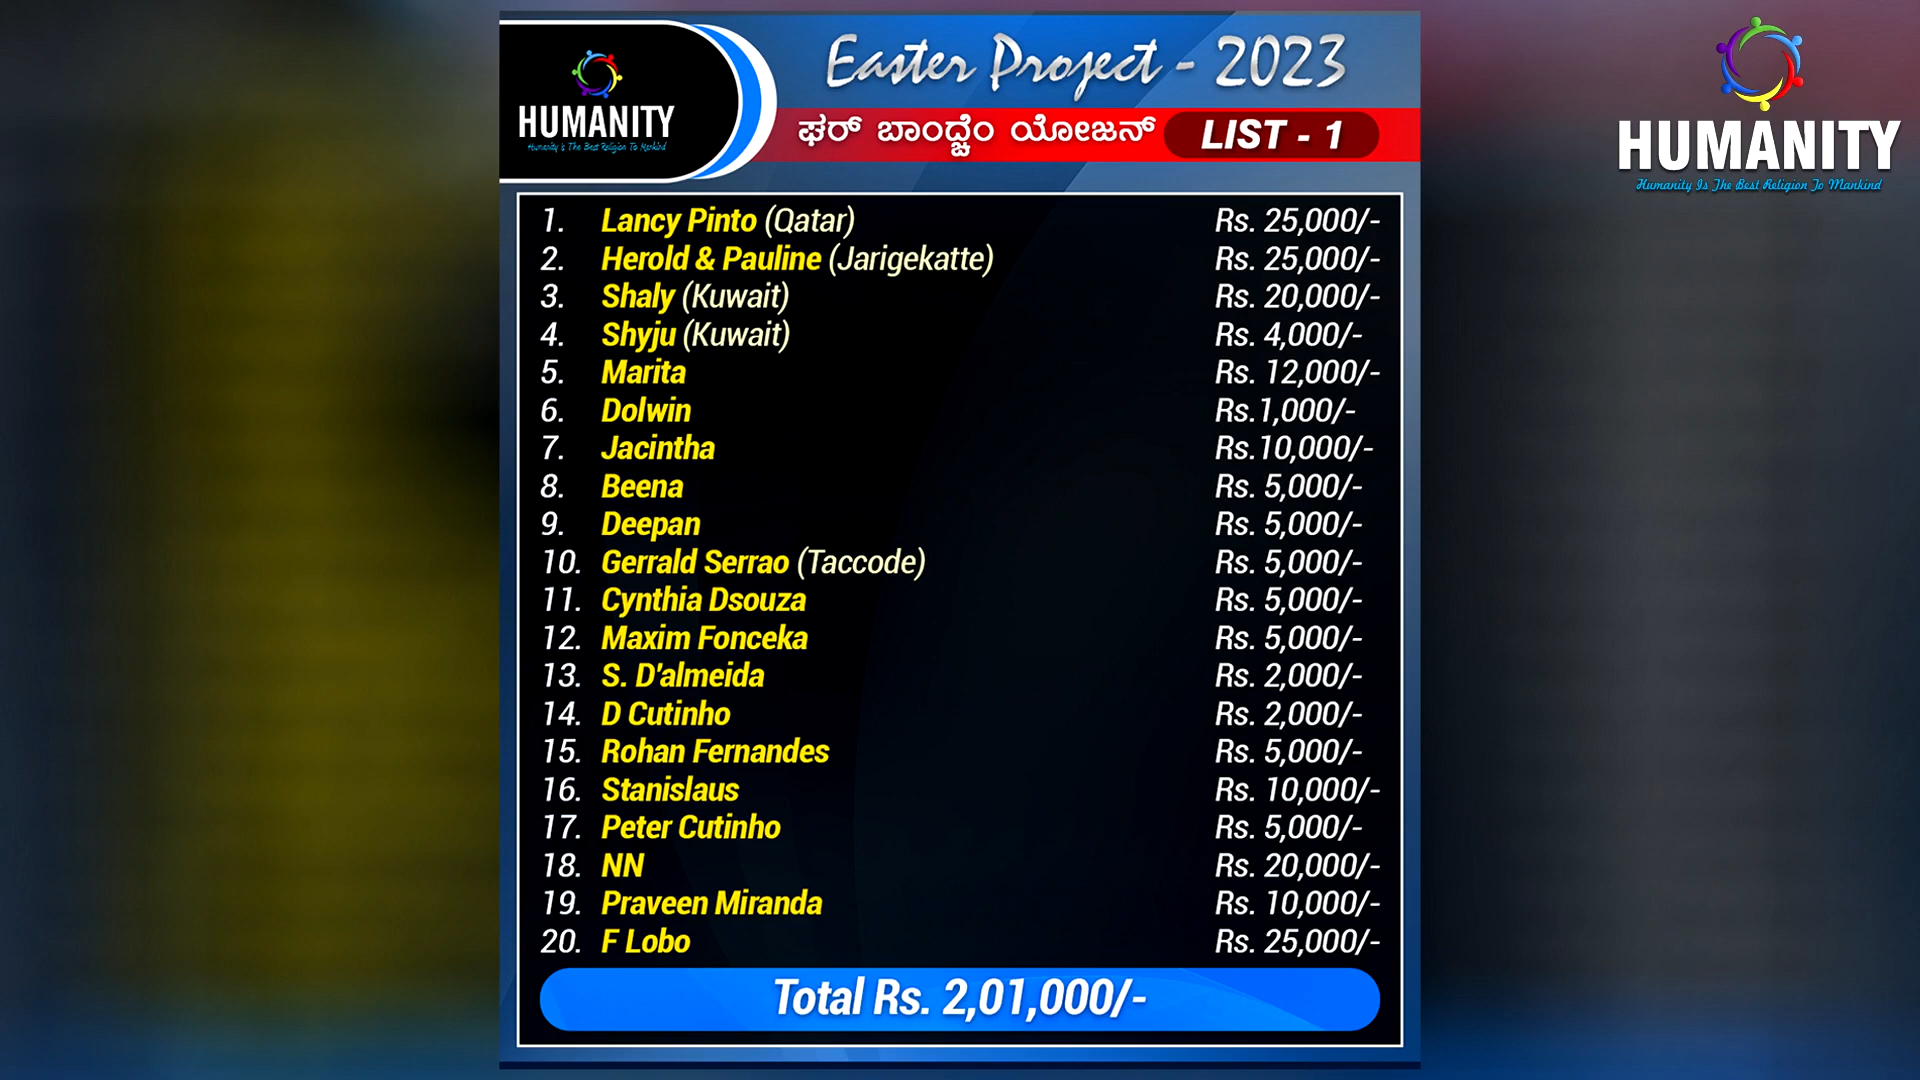 HUMANITY
Humanity Is The Best Religion To Mankind
Easter Project - 2023
ಘರ್ ಬಾಂದ್ಚೆಂ ಯೋಜನ್ LIST - 1
HUMANITY
Humanity Is The Best Religion To Mankind
1. Lancy Pinto (Qatar) Rs. 25,000/-
2. Herold & Pauline (Jarigekatte) Rs. 25,000/-
3. Shaly (Kuwait) Rs. 20,000/-
4. Shyju (Kuwait) Rs. 4,000/-
5. Marita Rs. 12,000/-
6. Dolwin Rs.1,000/-
7. Jacintha Rs.10,000/-
8. Beena Rs. 5,000/-
9. Deepan Rs. 5,000/-
10. Gerrald Serrao (Taccode) Rs. 5,000/-
11. Cynthia Dsouza Rs. 5,000/-
12. Maxim Fonceka Rs. 5,000/-
13. S. D'almeida Rs. 2,000/-
14. D Cutinho Rs. 2,000/-
15. Rohan Fernandes Rs. 5,000/-
16. Stanislaus Rs. 10,000/-
17. Peter Cutinho Rs. 5,000/-
18. NN Rs. 20,000/-
19. Praveen Miranda Rs. 10,000/-
20. F Lobo Rs. 25,000/-
Total Rs. 2,01,000/-